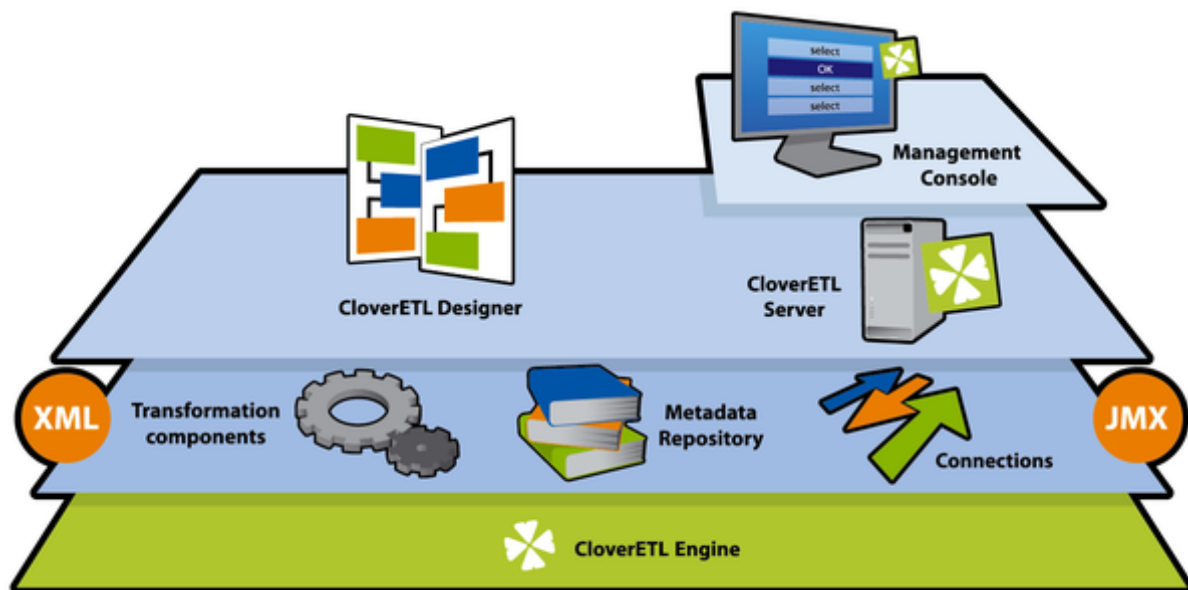 select
OK
select
select
Management
Console
CloverETL Designer
CloverETL
Server
XML
Transformation
components
Metadata
Repository
Connections
JMX
CloverETL Engine